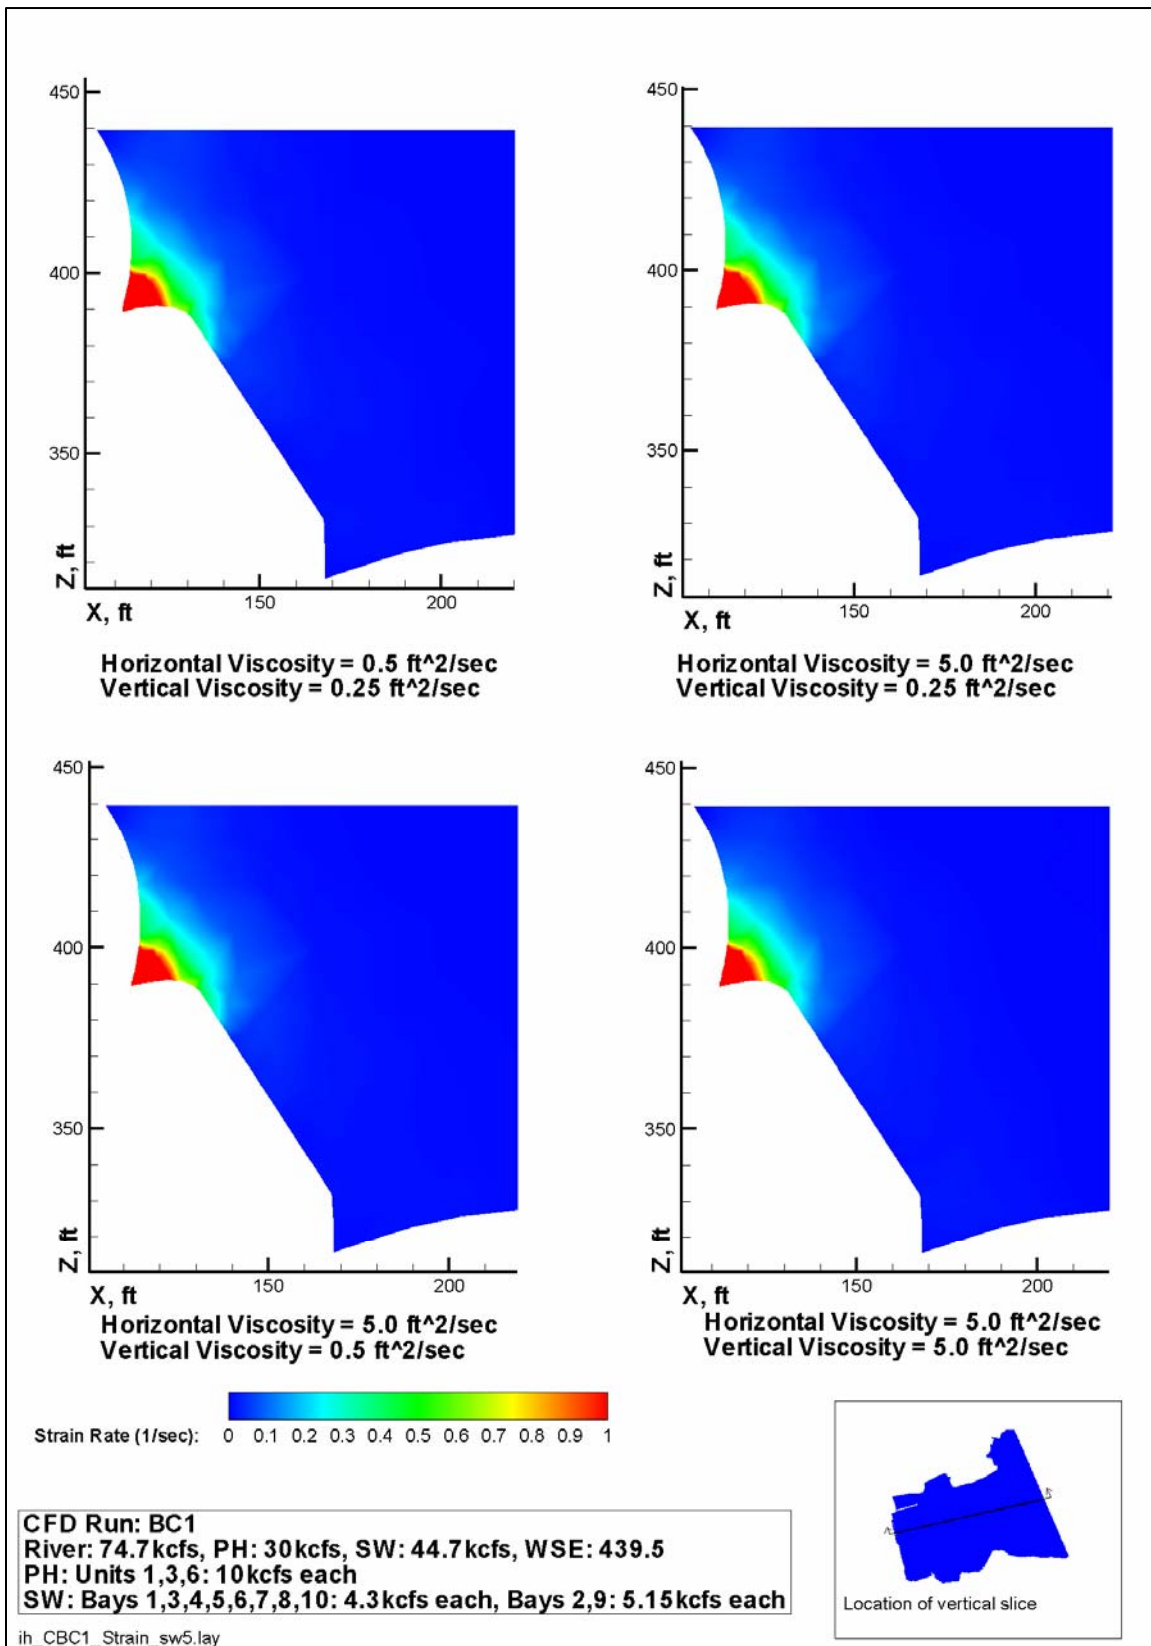 450
400
350
Z, ft
150
200
X, ft
Horizontal Viscosity = 0.5 ft^2/sec
Vertical Viscosity = 0.25 ft^2/sec
450
400
350
Z, ft
150
200
X, ft
Horizontal Viscosity = 5.0 ft^2/sec
Vertical Viscosity = 0.25 ft^2/sec
450
400
350
Z, ft
150
200
X, ft
Horizontal Viscosity = 5.0 ft^2/sec
Vertical Viscosity = 0.5 ft^2/sec
450
400
350
Z, ft
150
200
X, ft
Horizontal Viscosity = 5.0 ft^2/sec
Vertical Viscosity = 5.0 ft^2/sec
Strain Rate (1/sec): 0 0.1 0.2 0.3 0.4 0.5 0.6 0.7 0.8 0.9 1
CFD Run: BC1
River: 74.7kcfs, PH: 30kcfs, SW: 44.7kcfs, WSE: 439.5
PH: Units 1,3,6: 10kcfs each
SW: Bays 1,3,4,5,6,7,8,10: 4.3kcfs each, Bays 2,9: 5.15kcfs each
Location of vertical slice
ih_CBC1_Strain_sw5.lay